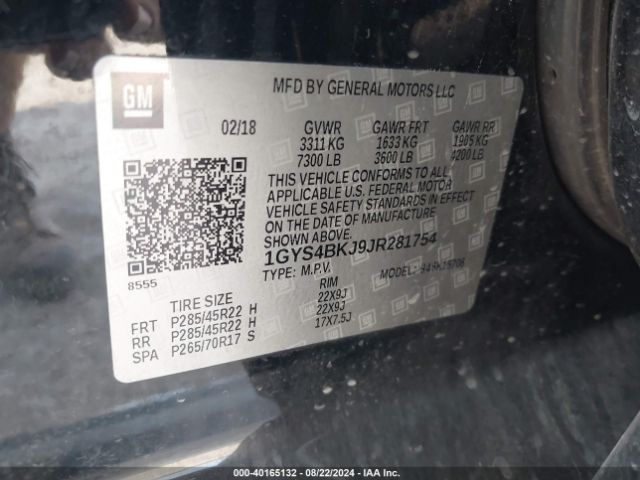 GM
MFD BY GENERAL MOTORS LLC
02/18 GVWR GAWR FRT GAWR RR
3311 KG 1633 KG 1905 KG
7300 LB 3600 LB 4200 LB
THIS VEHICLE CONFORMS TO ALL
APPLICABLE U.S. FEDERAL MOTOR
VEHICLE SAFETY STANDARDS IN EFFECT
ON THE DATE OF MANUFACTURE
SHOWN ABOVE.
1GYS4BKJ9JR281754
TYPE: M.P.V. MODEL:
8555
TIRE SIZE RIM
FRT P285/45R22 H 22X9J
RR P285/45R22 H 22X9J
SPA P265/70R17 S 17X7.5J
000-40165132 - 08/22/2024 - IAA Inc.